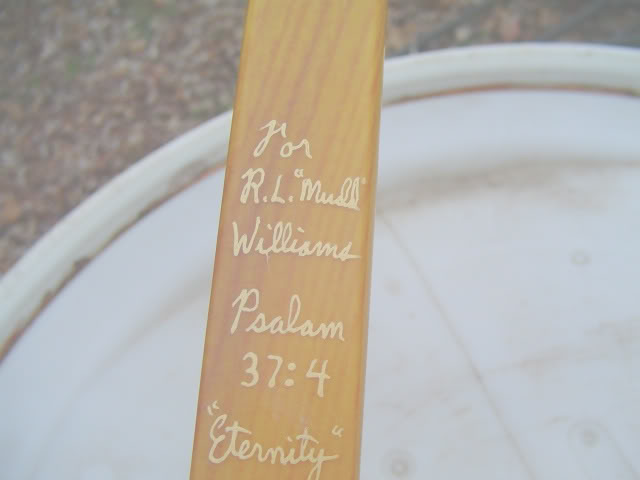 For
R.L. "Mudd"
Williams
Psalam
37:4
"Eternity"